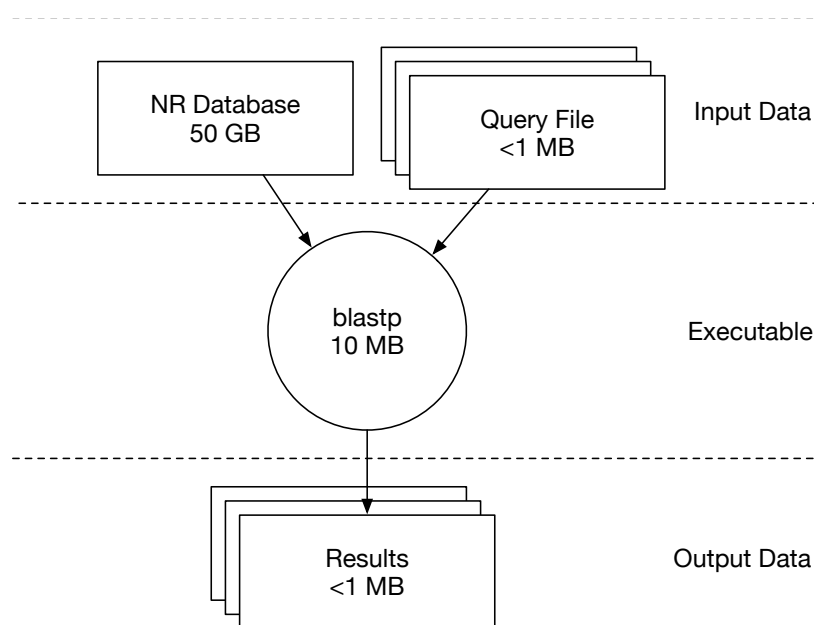 NR Database
50 GB
Query File
<1 MB
Input Data
blastp
10 MB
Executable
Results
<1 MB
Output Data